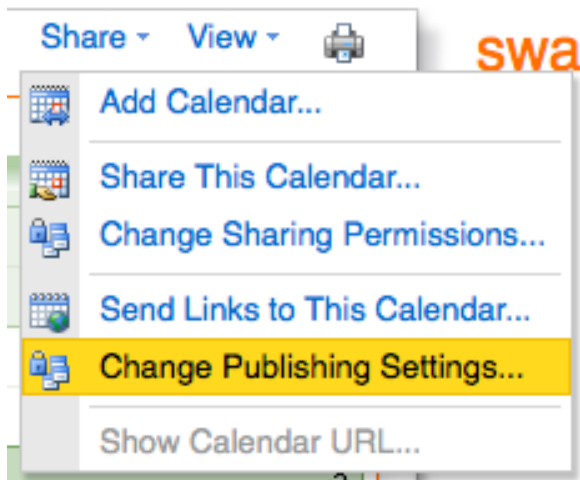 Share View
swa
Add Calendar...
Share This Calendar...
Change Sharing Permissions...
Send Links to This Calendar...
Change Publishing Settings...
Show Calendar URL...